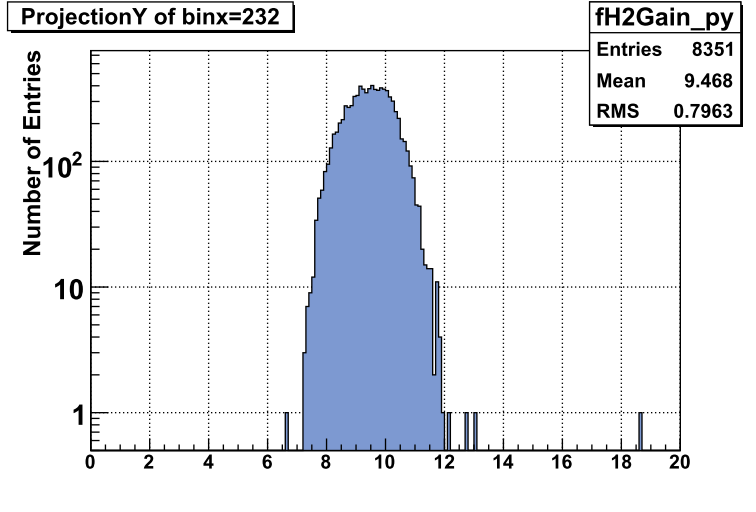 ProjectionY of binx=232
fH2Gain_py
Entries 8351
Mean 9.468
RMS 0.7963
Number of Entries
10²
10
1
0 2 4 6 8 10 12 14 16 18 20